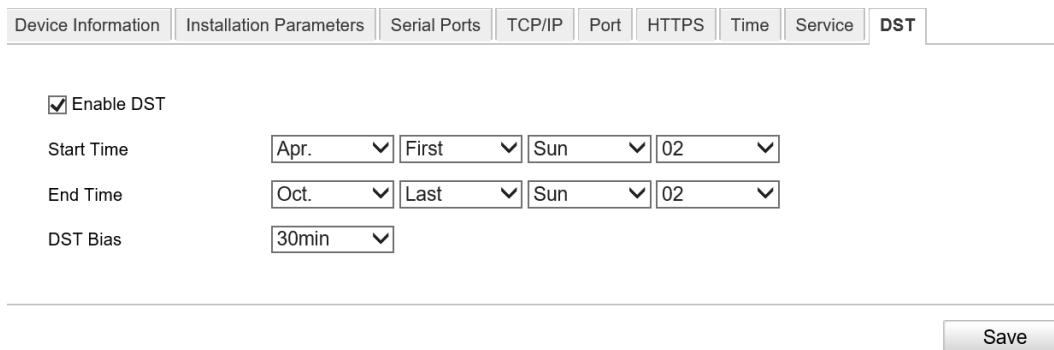 Device Information Installation Parameters Serial Ports TCP/IP Port HTTPS Time Service DST
Enable DST
Start Time Apr. First Sun 02
End Time Oct. Last Sun 02
DST Bias 30min
Save